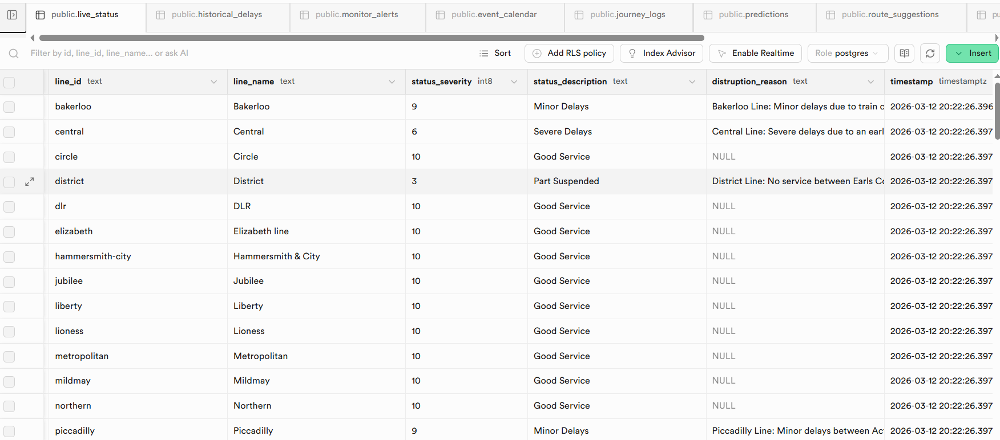 public.live_status public.historical_delays public.monitor_alerts public.event_calendar public.journey_logs public.predictions public.route_suggestions pu
Filter by id, line_id, line_name... or ask AI Sort Add RLS policy Index Advisor Enable Realtime Role postgres Insert
line_id text line_name text status_severity int8 status_description text distruption_reason text timestamp timestamptz
bakerloo Bakerloo 9 Minor Delays Bakerloo Line: Minor delays due to train c 2026-03-12 20:22:26.396
central Central 6 Severe Delays Central Line: Severe delays due to an earl 2026-03-12 20:22:26.397
circle Circle 10 Good Service NULL 2026-03-12 20:22:26.397
district District 3 Part Suspended District Line: No service between Earls Co 2026-03-12 20:22:26.397
dlr DLR 10 Good Service NULL 2026-03-12 20:22:26.397
elizabeth Elizabeth line 10 Good Service NULL 2026-03-12 20:22:26.397
hammersmith-city Hammersmith & City 10 Good Service NULL 2026-03-12 20:22:26.397
jubilee Jubilee 10 Good Service NULL 2026-03-12 20:22:26.397
liberty Liberty 10 Good Service NULL 2026-03-12 20:22:26.397
lioness Lioness 10 Good Service NULL 2026-03-12 20:22:26.397
metropolitan Metropolitan 10 Good Service NULL 2026-03-12 20:22:26.397
mildmay Mildmay 10 Good Service NULL 2026-03-12 20:22:26.397
northern Northern 10 Good Service NULL 2026-03-12 20:22:26.397
piccadilly Piccadilly 9 Minor Delays Piccadilly Line: Minor delays between Act 2026-03-12 20:22:26.397